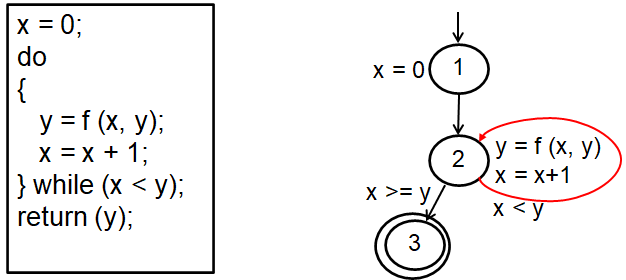 x = 0;
do
{
y = f (x, y);
x = x + 1;
} while (x < y);
return (y);
x = 0
1
2
y = f (x, y)
x = x+1
x >= y
x < y
3